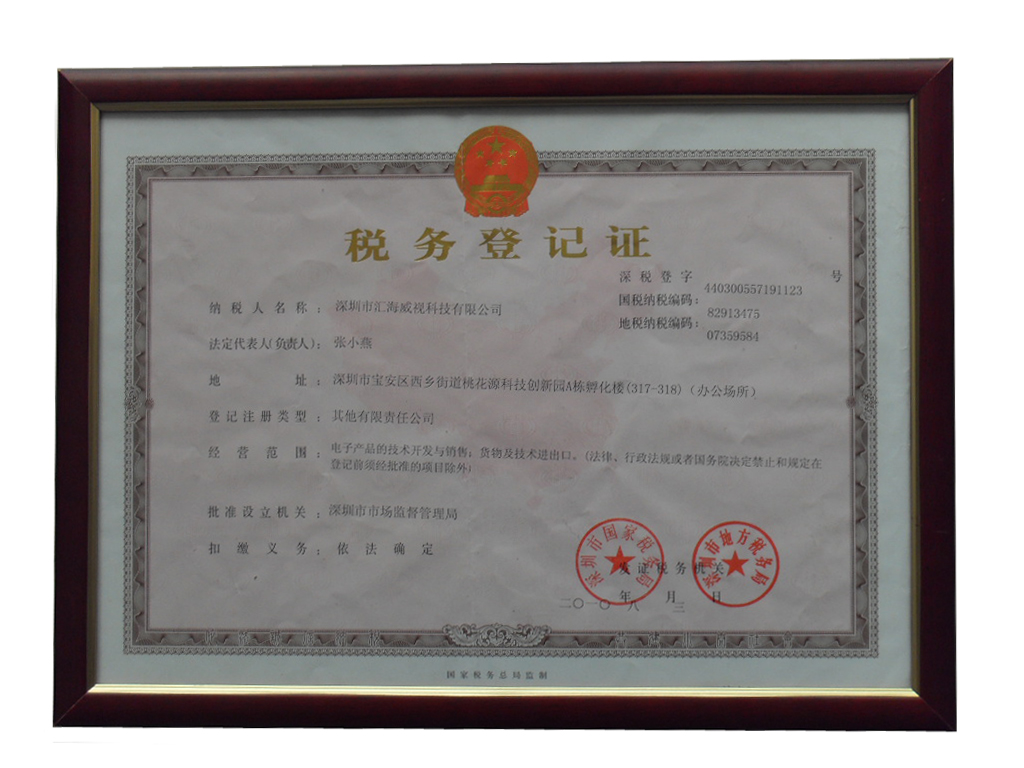 税务登记证
深税登字 440300557191123 号
国税纳税编码： 82913475
地税纳税编码： 07359584
纳税人名称： 深圳市汇海威视科技有限公司
法定代表人(负责人)： 张小燕
地址： 深圳市宝安区西乡街道桃花源科技创新园A栋孵化楼(317-318)（办公场所）
登记注册类型： 其他有限责任公司
经营范围： 电子产品的技术开发与销售；货物及技术进出口。(法律、行政法规或者国务院决定禁止和规定在
登记前须经批准的项目除外)
批准设立机关： 深圳市市场监督管理局
扣缴义务： 依法确定
深圳市国家税务局
深圳市地方税务局
发证税务机关
二〇一〇年八月三日
国家税务总局监制